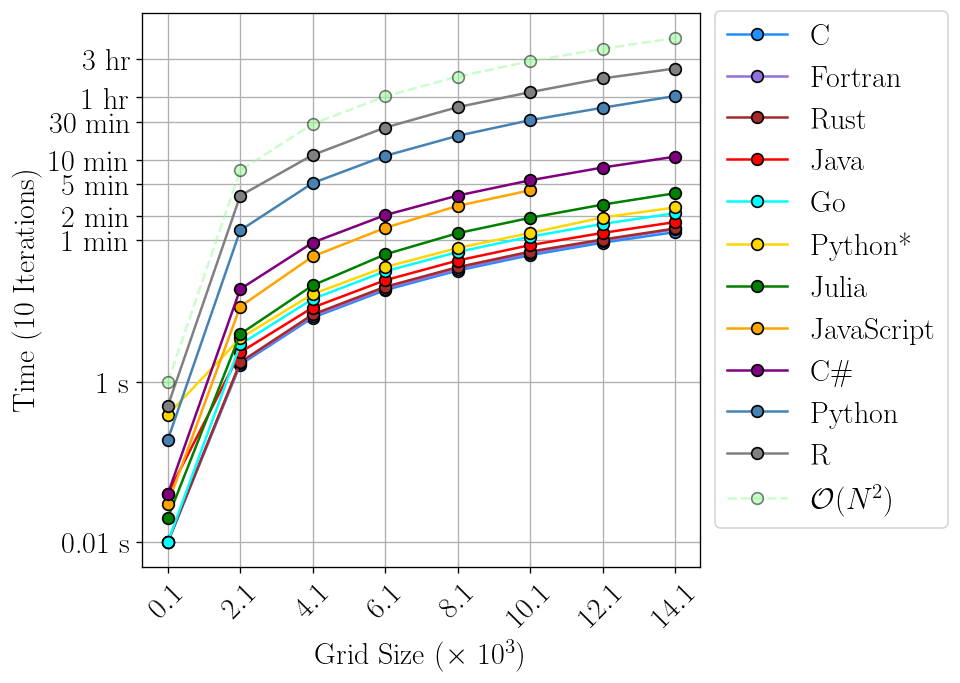 3 hr
1 hr
30 min
10 min
5 min
2 min
1 min
1 s
0.01 s
Time (10 Iterations)
0.1
2.1
4.1
6.1
8.1
10.1
12.1
14.1
Grid Size (× 10³)
C
Fortran
Rust
Java
Go
Python*
Julia
JavaScript
C#
Python
R
𝒪(N²)